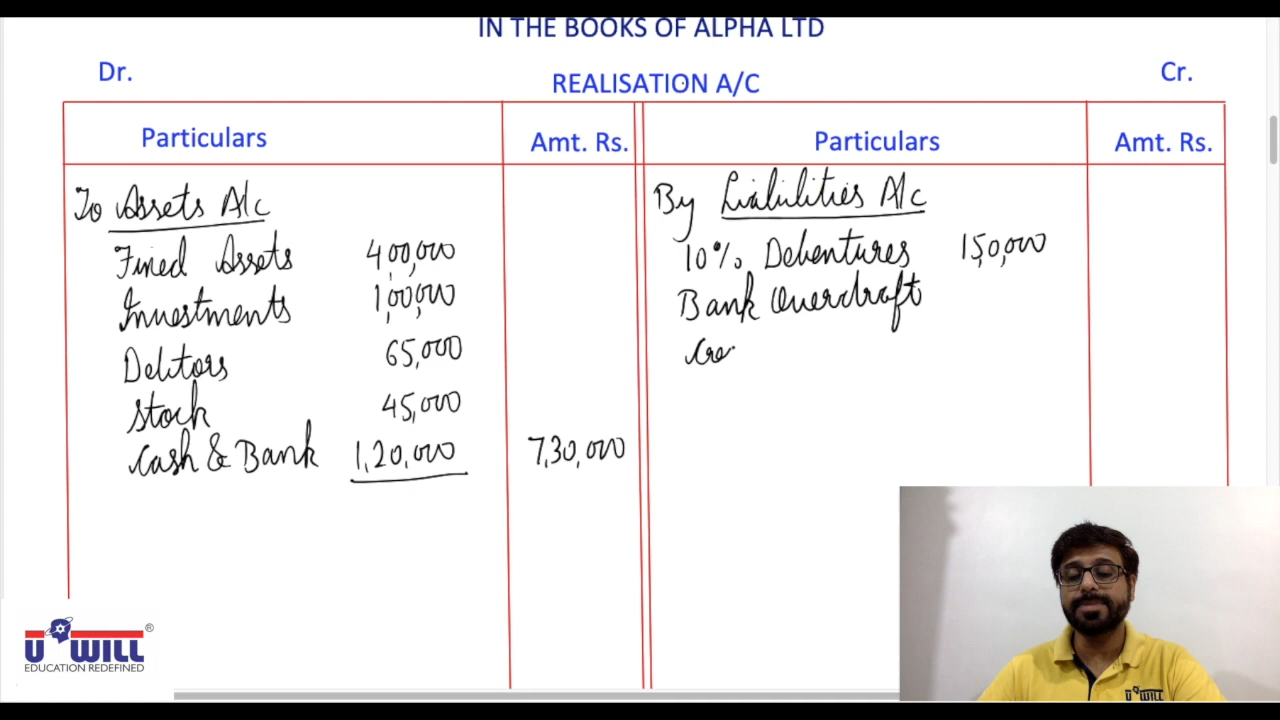 IN THE BOOKS OF ALPHA LTD
Dr.
REALISATION A/C
Cr.
Particulars
Amt. Rs.
Particulars
Amt. Rs.
To Assets A/c
Fixed Assets 4,00,000
Investments 1,00,000
Debtors 65,000
Stock 45,000
Cash & Bank 1,20,000 7,30,000
By Liabilities A/c
10% Debentures 1,50,000
Bank Overdraft
Cre
U WILL ®
EDUCATION REDEFINED
U WILL